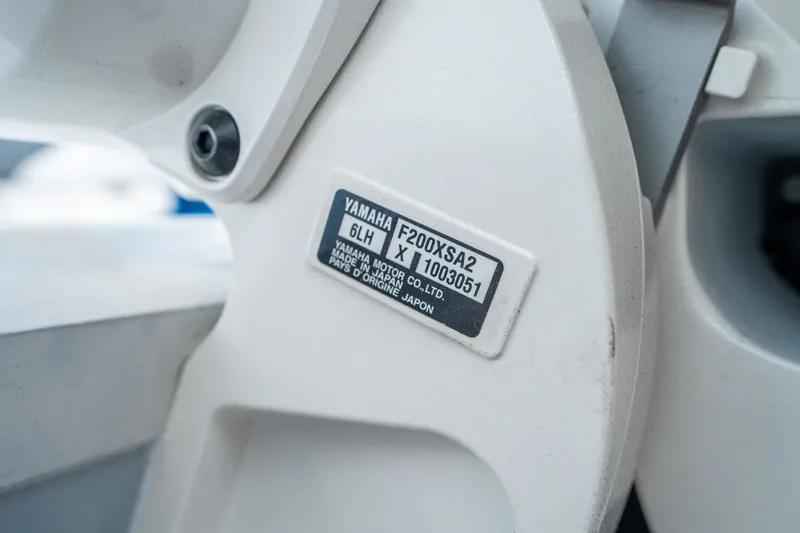 YAMAHA F200XSA2
6LH X 1003051
YAMAHA MOTOR CO.,LTD.
MADE IN JAPAN
PAYS D'ORIGINE JAPON